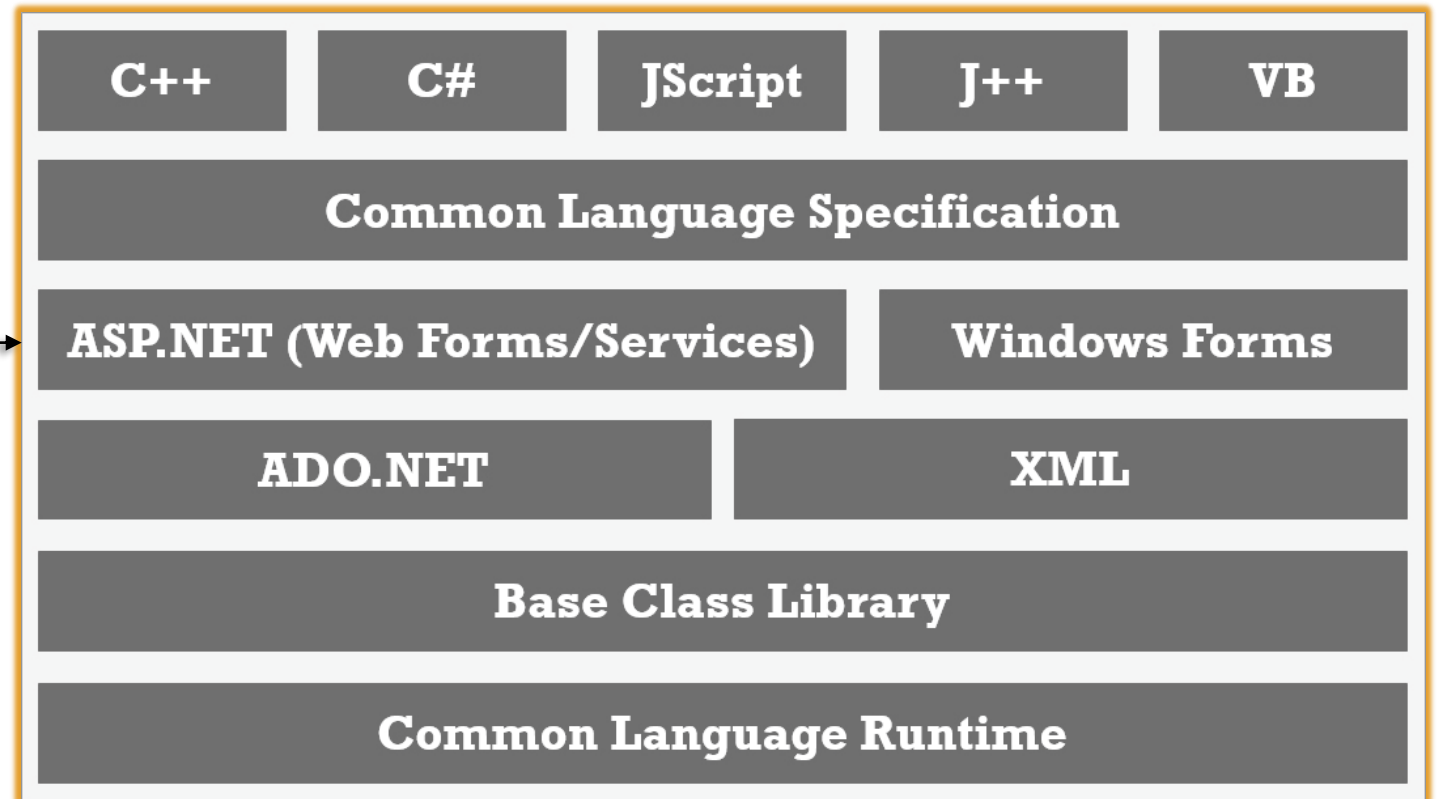 C++
C#
JScript
J++
VB
Common Language Specification
ASP.NET (Web Forms/Services)
Windows Forms
ADO.NET
XML
Base Class Library
Common Language Runtime